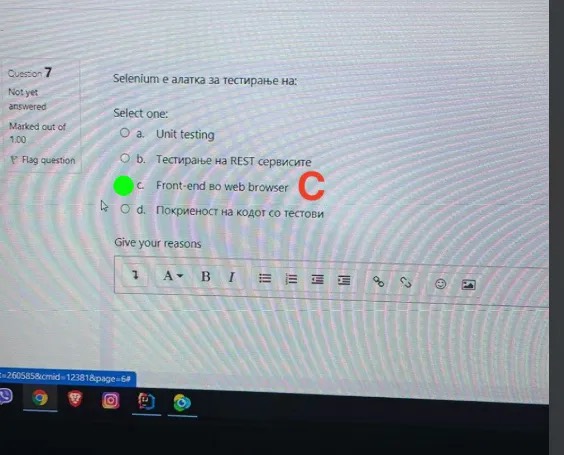 Question 7
Not yet
answered
Marked out of
1.00
Flag question
Selenium е алатка за тестирање на:
Select one:
a. Unit testing
b. Тестирање на REST сервисите
c. Front-end во web browser
C
d. Покриеност на кодот со тестови
Give your reasons
A B I
=260585&cmid=12381&page=6#